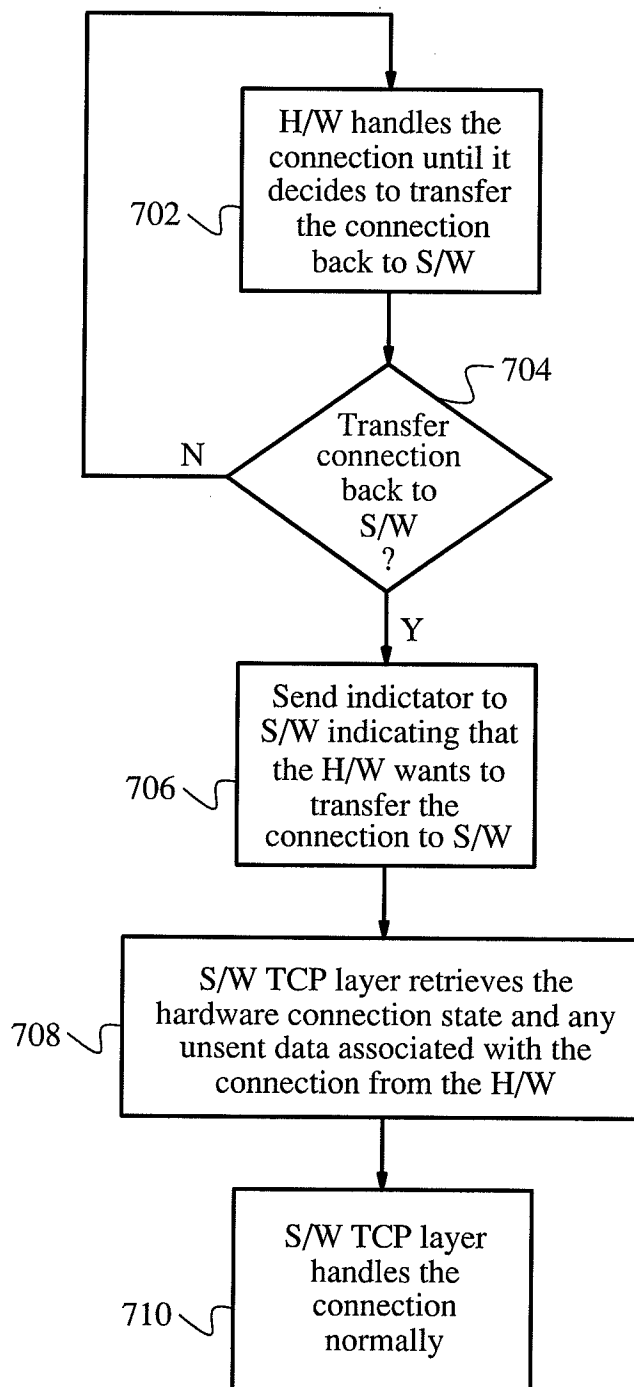 H/W handles the
connection until it
decides to transfer
the connection
back to S/W
702
704
Transfer
connection
back to
S/W
?
N
Y
Send indictator to
S/W indicating that
the H/W wants to
transfer the
connection to S/W
706
S/W TCP layer retrieves the
hardware connection state and any
unsent data associated with the
connection from the H/W
708
S/W TCP layer
handles the
connection
normally
710